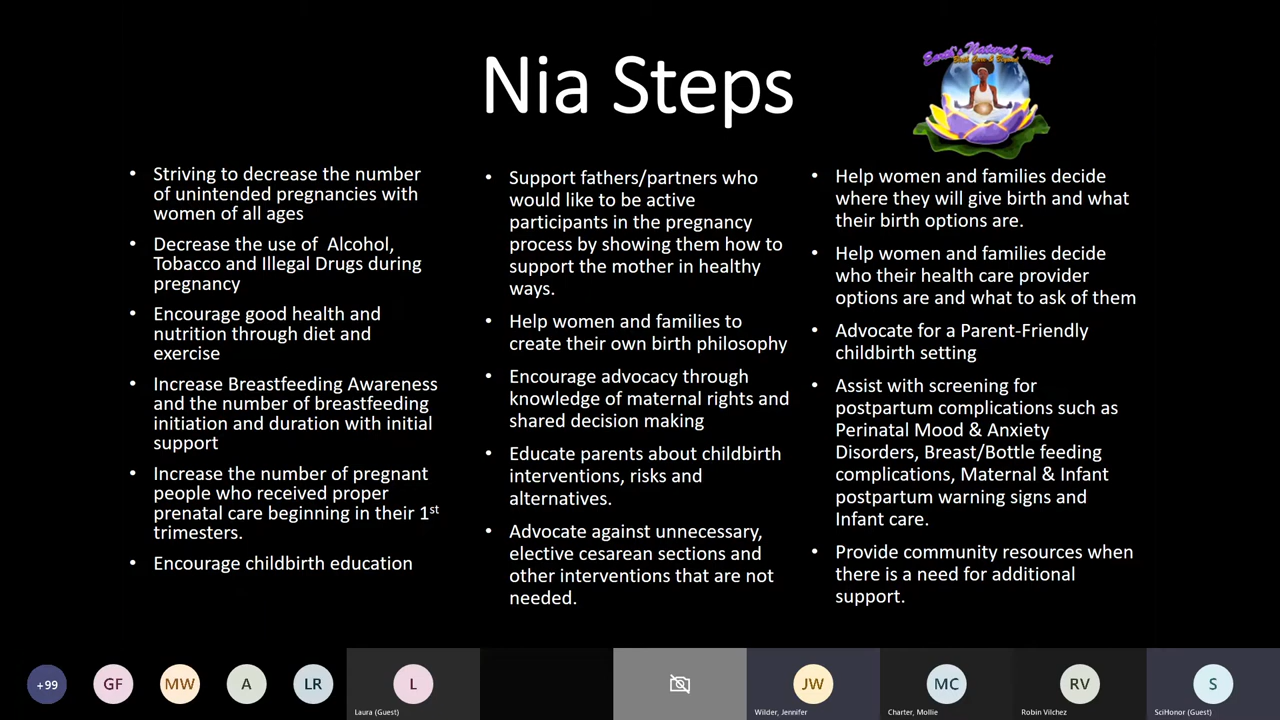 Nia Steps
Earth's Natural Touch
Birth Care & Beyond
• Striving to decrease the number
of unintended pregnancies with
women of all ages
• Decrease the use of  Alcohol,
Tobacco and Illegal Drugs during
pregnancy
• Encourage good health and
nutrition through diet and
exercise
• Increase Breastfeeding Awareness
and the number of breastfeeding
initiation and duration with initial
support
• Increase the number of pregnant
people who received proper
prenatal care beginning in their 1st
trimesters.
• Encourage childbirth education
• Support fathers/partners who
would like to be active
participants in the pregnancy
process by showing them how to
support the mother in healthy
ways.
• Help women and families to
create their own birth philosophy
• Encourage advocacy through
knowledge of maternal rights and
shared decision making
• Educate parents about childbirth
interventions, risks and
alternatives.
• Advocate against unnecessary,
elective cesarean sections and
other interventions that are not
needed.
• Help women and families decide
where they will give birth and what
their birth options are.
• Help women and families decide
who their health care provider
options are and what to ask of them
• Advocate for a Parent-Friendly
childbirth setting
• Assist with screening for
postpartum complications such as
Perinatal Mood & Anxiety
Disorders, Breast/Bottle feeding
complications, Maternal & Infant
postpartum warning signs and
Infant care.
• Provide community resources when
there is a need for additional
support.
+99
GF
MW
A
LR
L
Laura (Guest)
JW
Wilder, Jennifer
MC
Charter, Mollie
RV
Robin Vilchez
S
SciHonor (Guest)